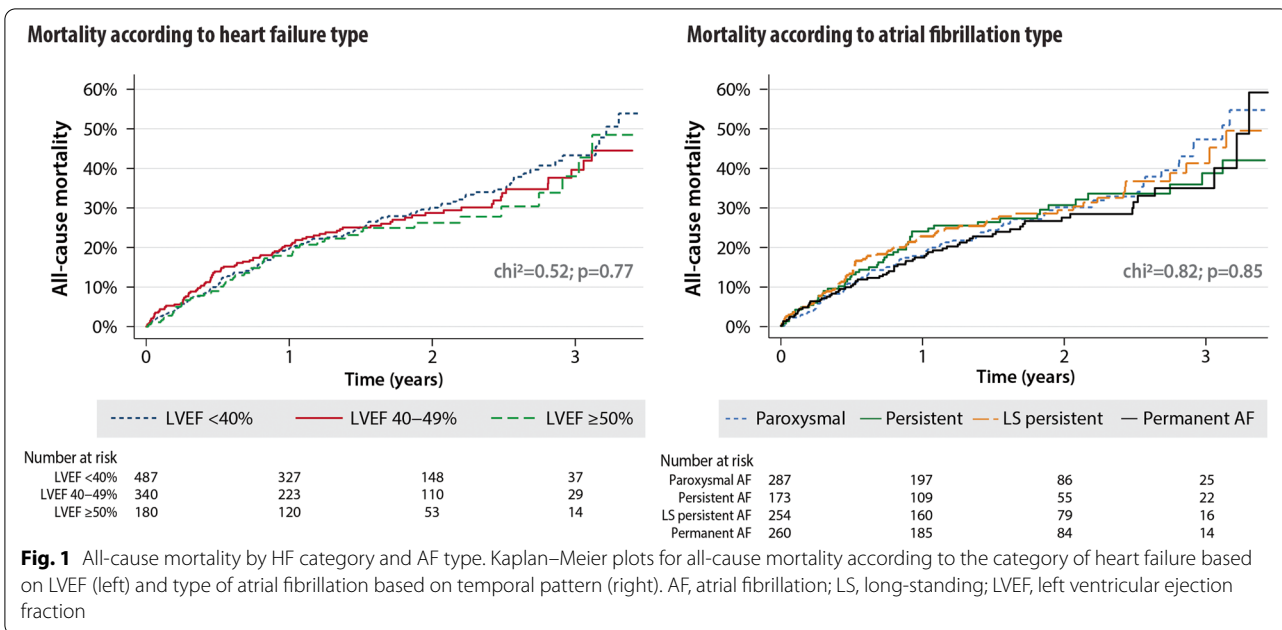 Mortality according to heart failure type
60%
50%
40%
30%
20%
10%
0%
All-cause mortality
chi²=0.52; p=0.77
0 1 2 3
Time (years)
LVEF <40% LVEF 40–49% LVEF ≥50%
Number at risk
LVEF <40% 487 327 148 37
LVEF 40–49% 340 223 110 29
LVEF ≥50% 180 120 53 14
Mortality according to atrial fibrillation type
60%
50%
40%
30%
20%
10%
0%
All-cause mortality
chi²=0.82; p=0.85
0 1 2 3
Time (years)
Paroxysmal Persistent LS persistent Permanent AF
Number at risk
Paroxysmal AF 287 197 86 25
Persistent AF 173 109 55 22
LS persistent AF 254 160 79 16
Permanent AF 260 185 84 14
Fig. 1 All-cause mortality by HF category and AF type. Kaplan–Meier plots for all-cause mortality according to the category of heart failure based
on LVEF (left) and type of atrial fibrillation based on temporal pattern (right). AF, atrial fibrillation; LS, long-standing; LVEF, left ventricular ejection
fraction